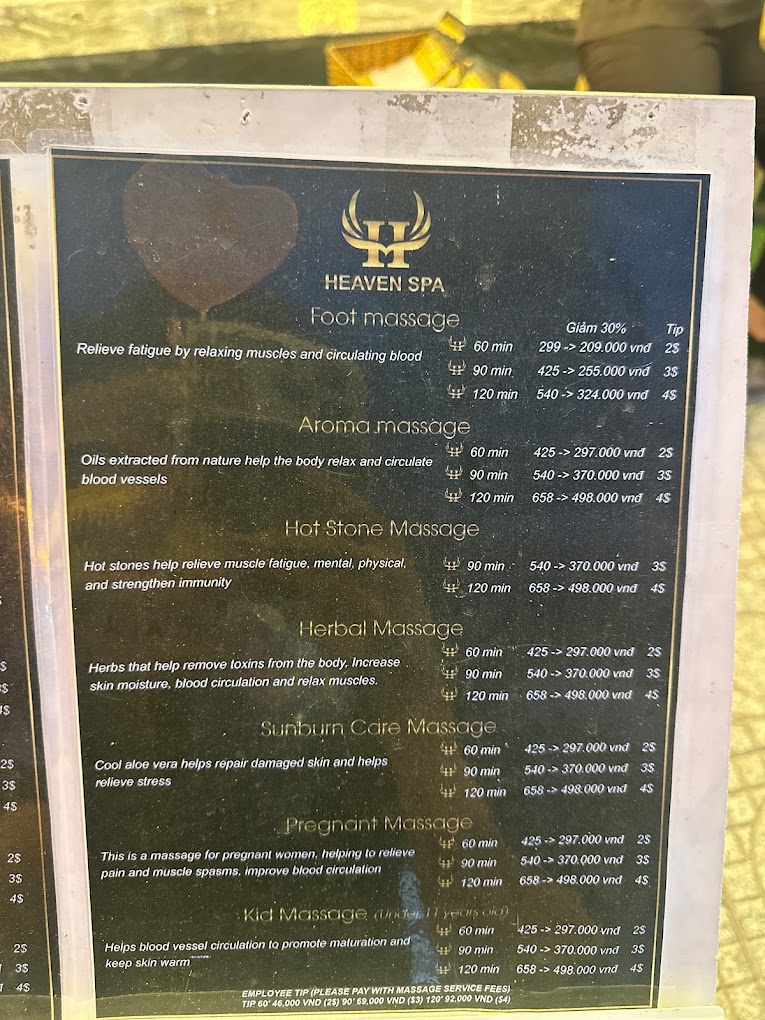 HEAVEN SPA
Foot massage
Giảm 30% Tip
Relieve fatigue by relaxing muscles and circulating blood
60 min 299 -> 209.000 vnđ 2$
90 min 425 -> 255.000 vnđ 3$
120 min 540 -> 324.000 vnđ 4$
Aroma massage
Oils extracted from nature help the body relax and circulate
blood vessels
60 min 425 -> 297.000 vnđ 2$
90 min 540 -> 370.000 vnđ 3$
120 min 658 -> 498.000 vnđ 4$
Hot Stone Massage
Hot stones help relieve muscle fatigue, mental, physical,
and strengthen immunity
90 min 540 -> 370.000 vnđ 3$
120 min 658 -> 498.000 vnđ 4$
Herbal Massage
Herbs that help remove toxins from the body. Increase
skin moisture, blood circulation and relax muscles.
60 min 425 -> 297.000 vnđ 2$
90 min 540 -> 370.000 vnđ 3$
120 min 658 -> 498.000 vnđ 4$
Sunburn Care Massage
Cool aloe vera helps repair damaged skin and helps
relieve stress
60 min 425 -> 297.000 vnđ 2$
90 min 540 -> 370.000 vnđ 3$
120 min 658 -> 498.000 vnđ 4$
Pregnant Massage
This is a massage for pregnant women, helping to relieve
pain and muscle spasms, improve blood circulation
60 min 425 -> 297.000 vnđ 2$
90 min 540 -> 370.000 vnđ 3$
120 min 658 -> 498.000 vnđ 4$
Kid Massage (Under 11 years old)
Helps blood vessel circulation to promote maturation and
keep skin warm
60 min 425 -> 297.000 vnđ 2$
90 min 540 -> 370.000 vnđ 3$
120 min 658 -> 498.000 vnđ 4$
EMPLOYEE TIP (PLEASE PAY WITH MASSAGE SERVICE FEES)
TIP 60' 46,000 VND (2$) 90' 69,000 VND ($3) 120' 92,000 VND ($4)
2$
3$
4$
2$
3$
4$
2$
3$
4$